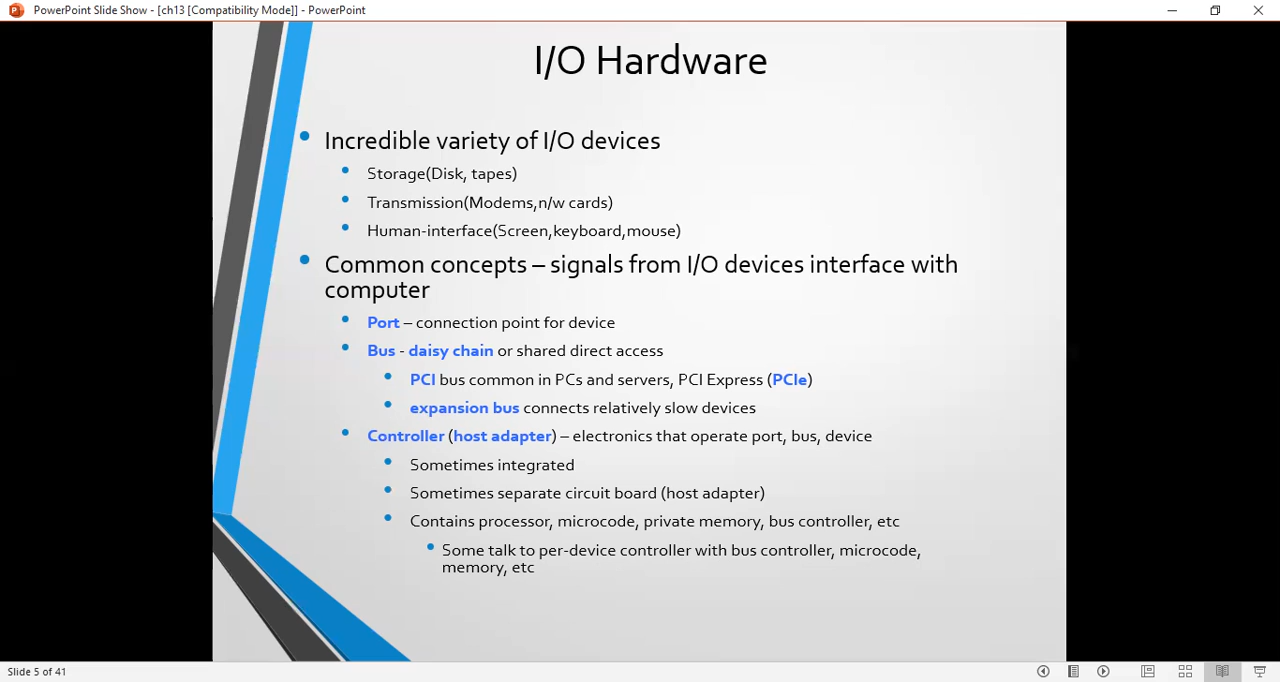 PowerPoint Slide Show - [ch13 [Compatibility Mode]] - PowerPoint
I/O Hardware
Incredible variety of I/O devices
Storage(Disk, tapes)
Transmission(Modems,n/w cards)
Human-interface(Screen,keyboard,mouse)
Common concepts – signals from I/O devices interface with
computer
Port – connection point for device
Bus - daisy chain or shared direct access
PCI bus common in PCs and servers, PCI Express (PCIe)
expansion bus connects relatively slow devices
Controller (host adapter) – electronics that operate port, bus, device
Sometimes integrated
Sometimes separate circuit board (host adapter)
Contains processor, microcode, private memory, bus controller, etc
Some talk to per-device controller with bus controller, microcode,
memory, etc
Slide 5 of 41